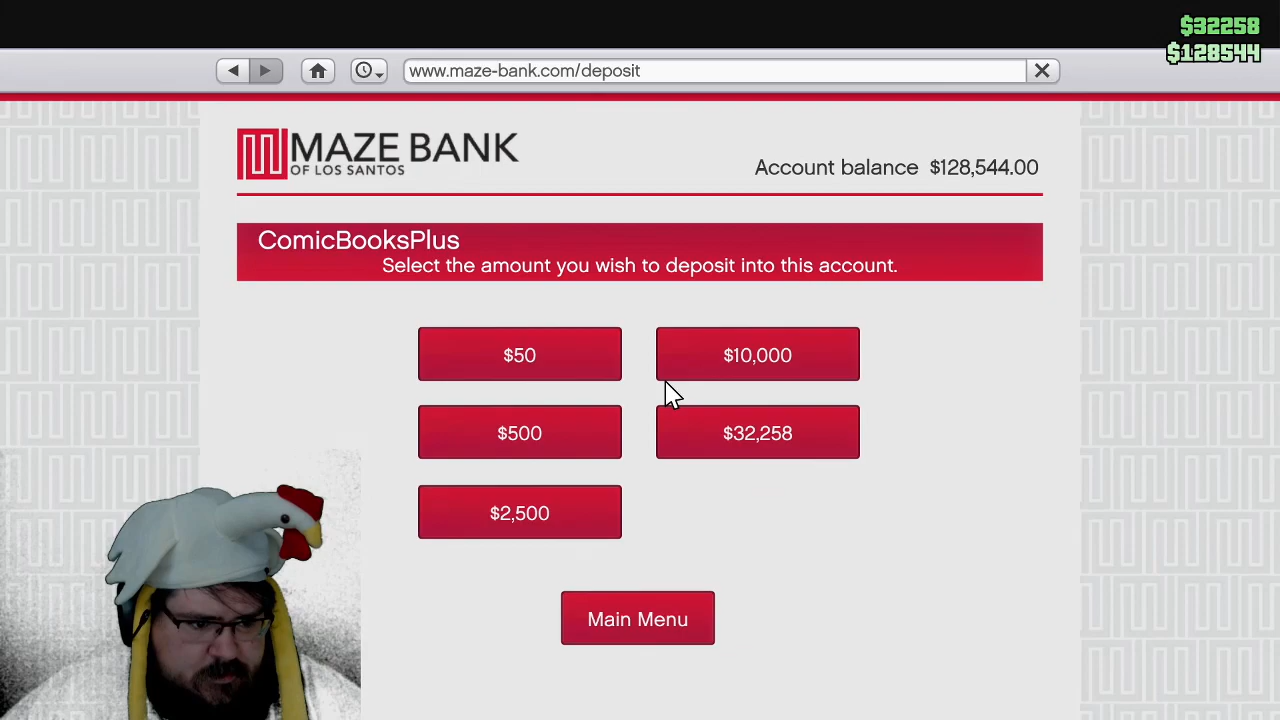 $32258
$128544
www.maze-bank.com/deposit
MAZE BANK
OF LOS SANTOS
Account balance $128,544.00
ComicBooksPlus
Select the amount you wish to deposit into this account.
$50
$10,000
$500
$32,258
$2,500
Main Menu